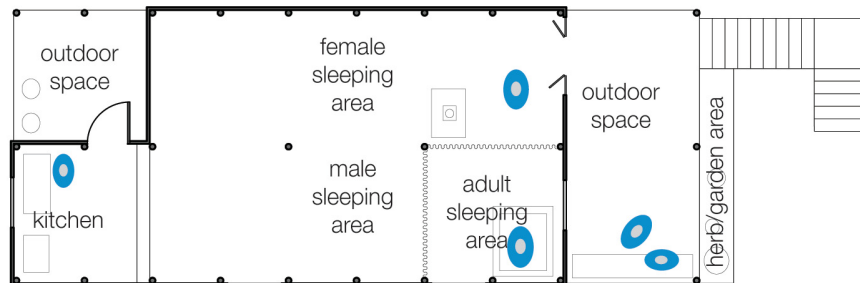 outdoor
space
female
sleeping
area
outdoor
space
kitchen
male
sleeping
area
adult
sleeping
area
herb/garden area